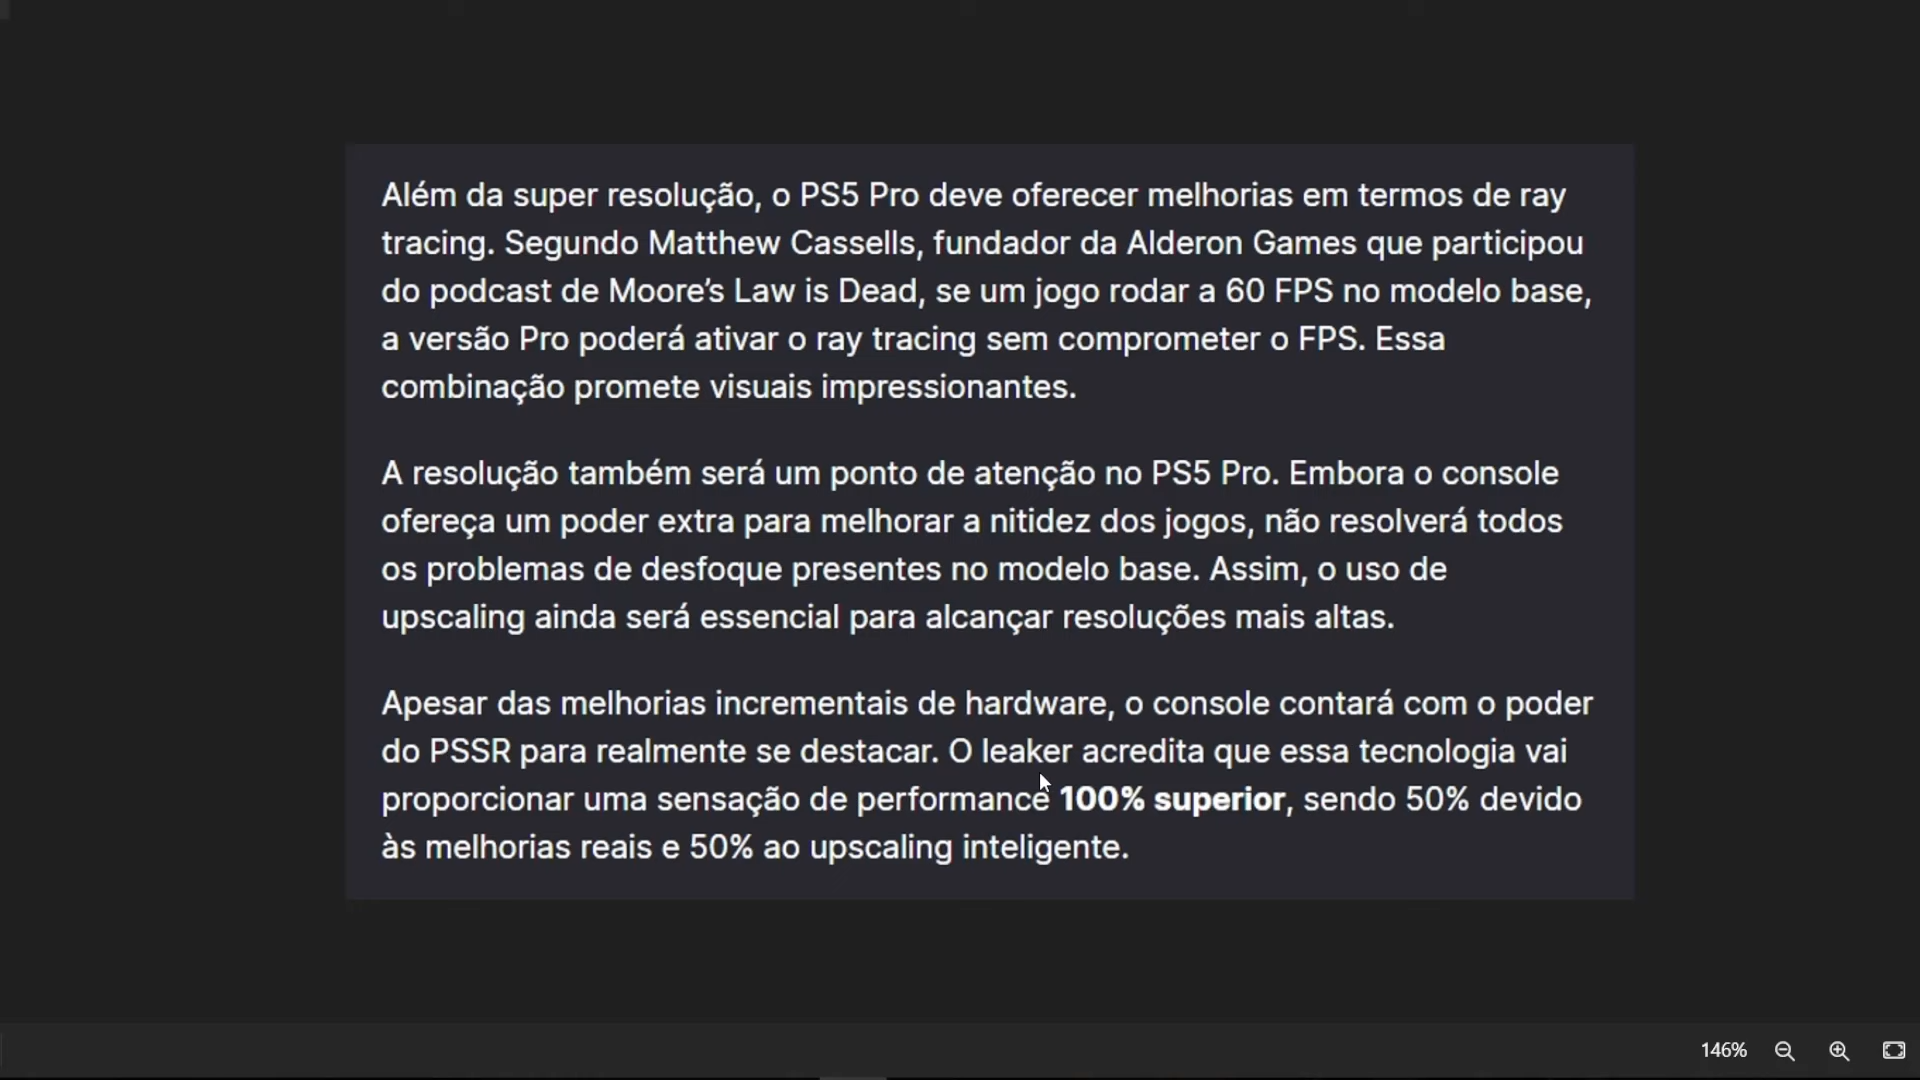 Além da super resolução, o PS5 Pro deve oferecer melhorias em termos de ray
tracing. Segundo Matthew Cassells, fundador da Alderon Games que participou
do podcast de Moore’s Law is Dead, se um jogo rodar a 60 FPS no modelo base,
a versão Pro poderá ativar o ray tracing sem comprometer o FPS. Essa
combinação promete visuais impressionantes.
A resolução também será um ponto de atenção no PS5 Pro. Embora o console
ofereça um poder extra para melhorar a nitidez dos jogos, não resolverá todos
os problemas de desfoque presentes no modelo base. Assim, o uso de
upscaling ainda será essencial para alcançar resoluções mais altas.
Apesar das melhorias incrementais de hardware, o console contará com o poder
do PSSR para realmente se destacar. O leaker acredita que essa tecnologia vai
proporcionar uma sensação de performance 100% superior, sendo 50% devido
às melhorias reais e 50% ao upscaling inteligente.
146%